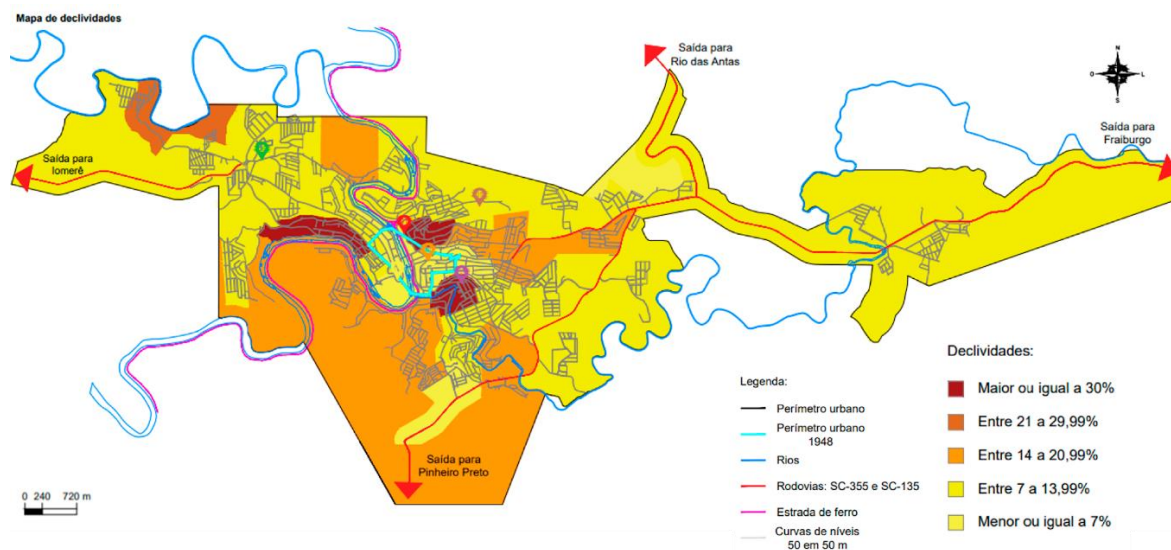 Mapa de declividades
Saída para
Rio das Antas
N
O
L
S
Saída para
Fraiburgo
Saída para
Iomerê
Saída para
Pinheiro Preto
0 240 720 m
Legenda:
Perímetro urbano
Perímetro urbano
1948
Rios
Rodovias: SC-355 e SC-135
Estrada de ferro
Curvas de níveis
50 em 50 m
Declividades:
Maior ou igual a 30%
Entre 21 a 29,99%
Entre 14 a 20,99%
Entre 7 a 13,99%
Menor ou igual a 7%